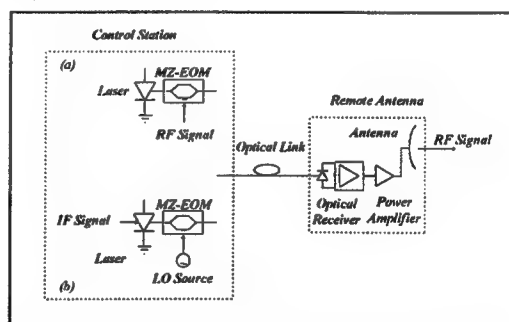 Control Station
(a)
MZ-EOM
Laser
RF Signal
Remote Antenna
Antenna
RF Signal
Optical Link
Optical Receiver
Power Amplifier
MZ-EOM
IF Signal
Laser
LO Source
(b)